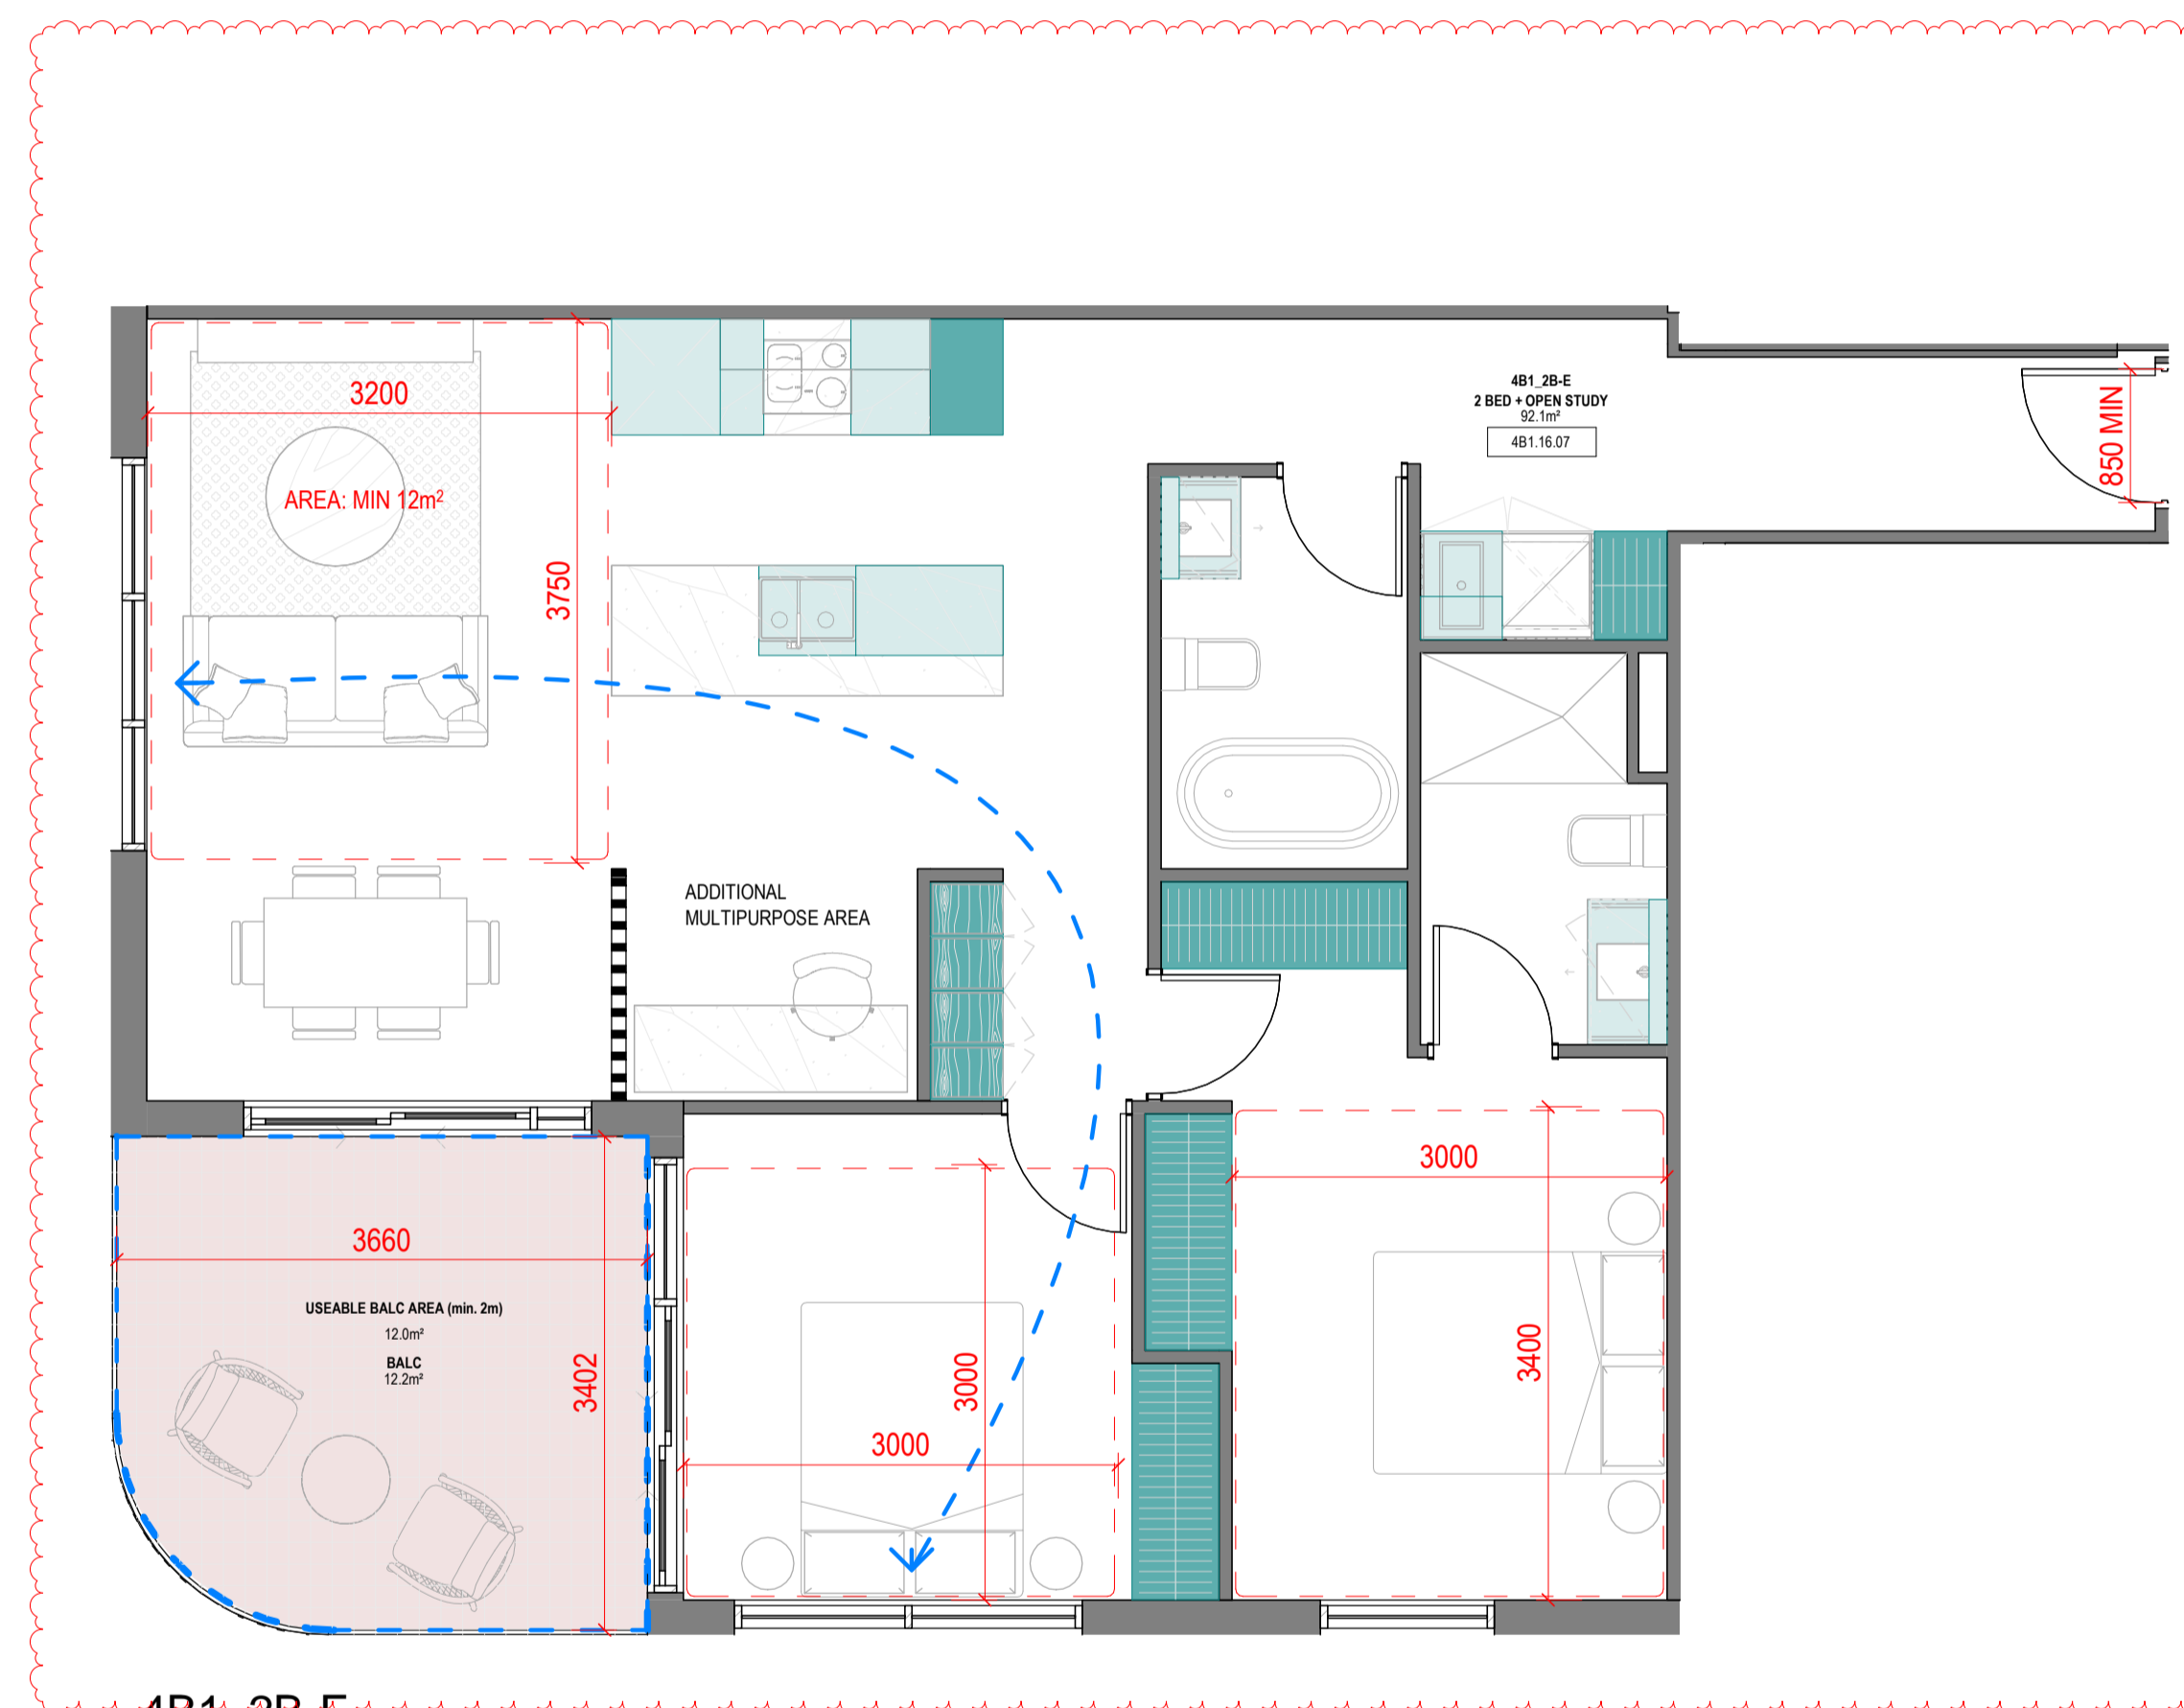 4B1_2B-E
2 BED + OPEN STUDY
92.1m²
4B1.16.07
850 MIN
3200
AREA: MIN 12m²
3750
ADDITIONAL
MULTIPURPOSE AREA
3000
3400
3660
USEABLE BALC AREA (min. 2m)
12.0m²
BALC
12.2m²
3402
3000
3000
4B1_2B-E